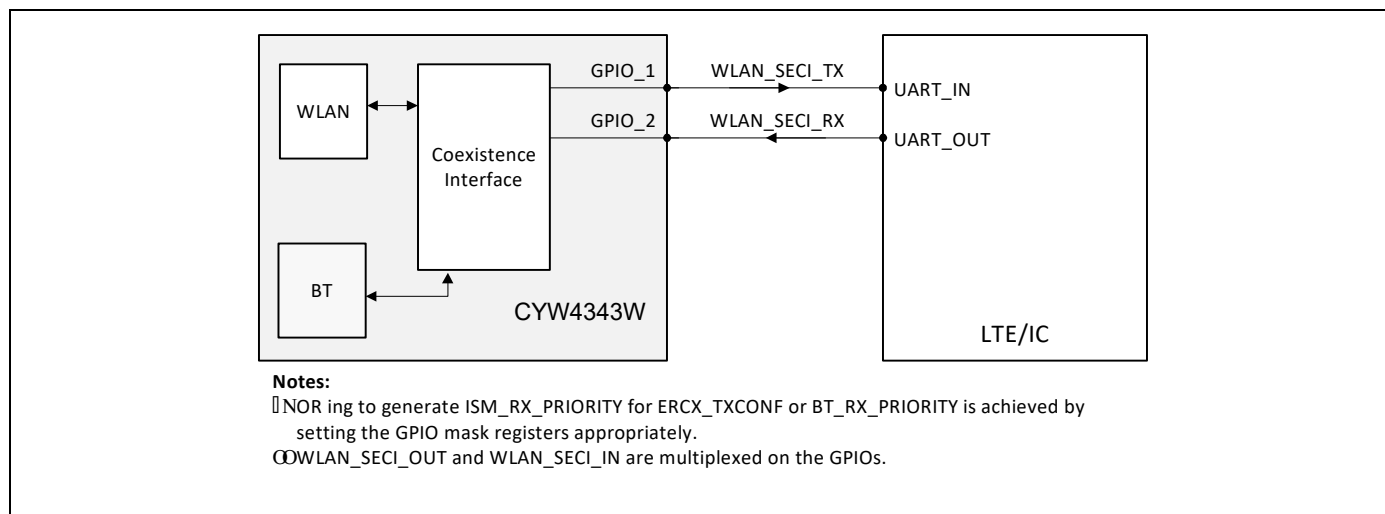 GPIO_1
WLAN_SECI_TX
UART_IN
WLAN
GPIO_2
WLAN_SECI_RX
UART_OUT
Coexistence
Interface
BT
CYW4343W
LTE/IC
Notes:
NOR ing to generate ISM_RX_PRIORITY for ERCX_TXCONF or BT_RX_PRIORITY is achieved by
setting the GPIO mask registers appropriately.
WLAN_SECI_OUT and WLAN_SECI_IN are multiplexed on the GPIOs.